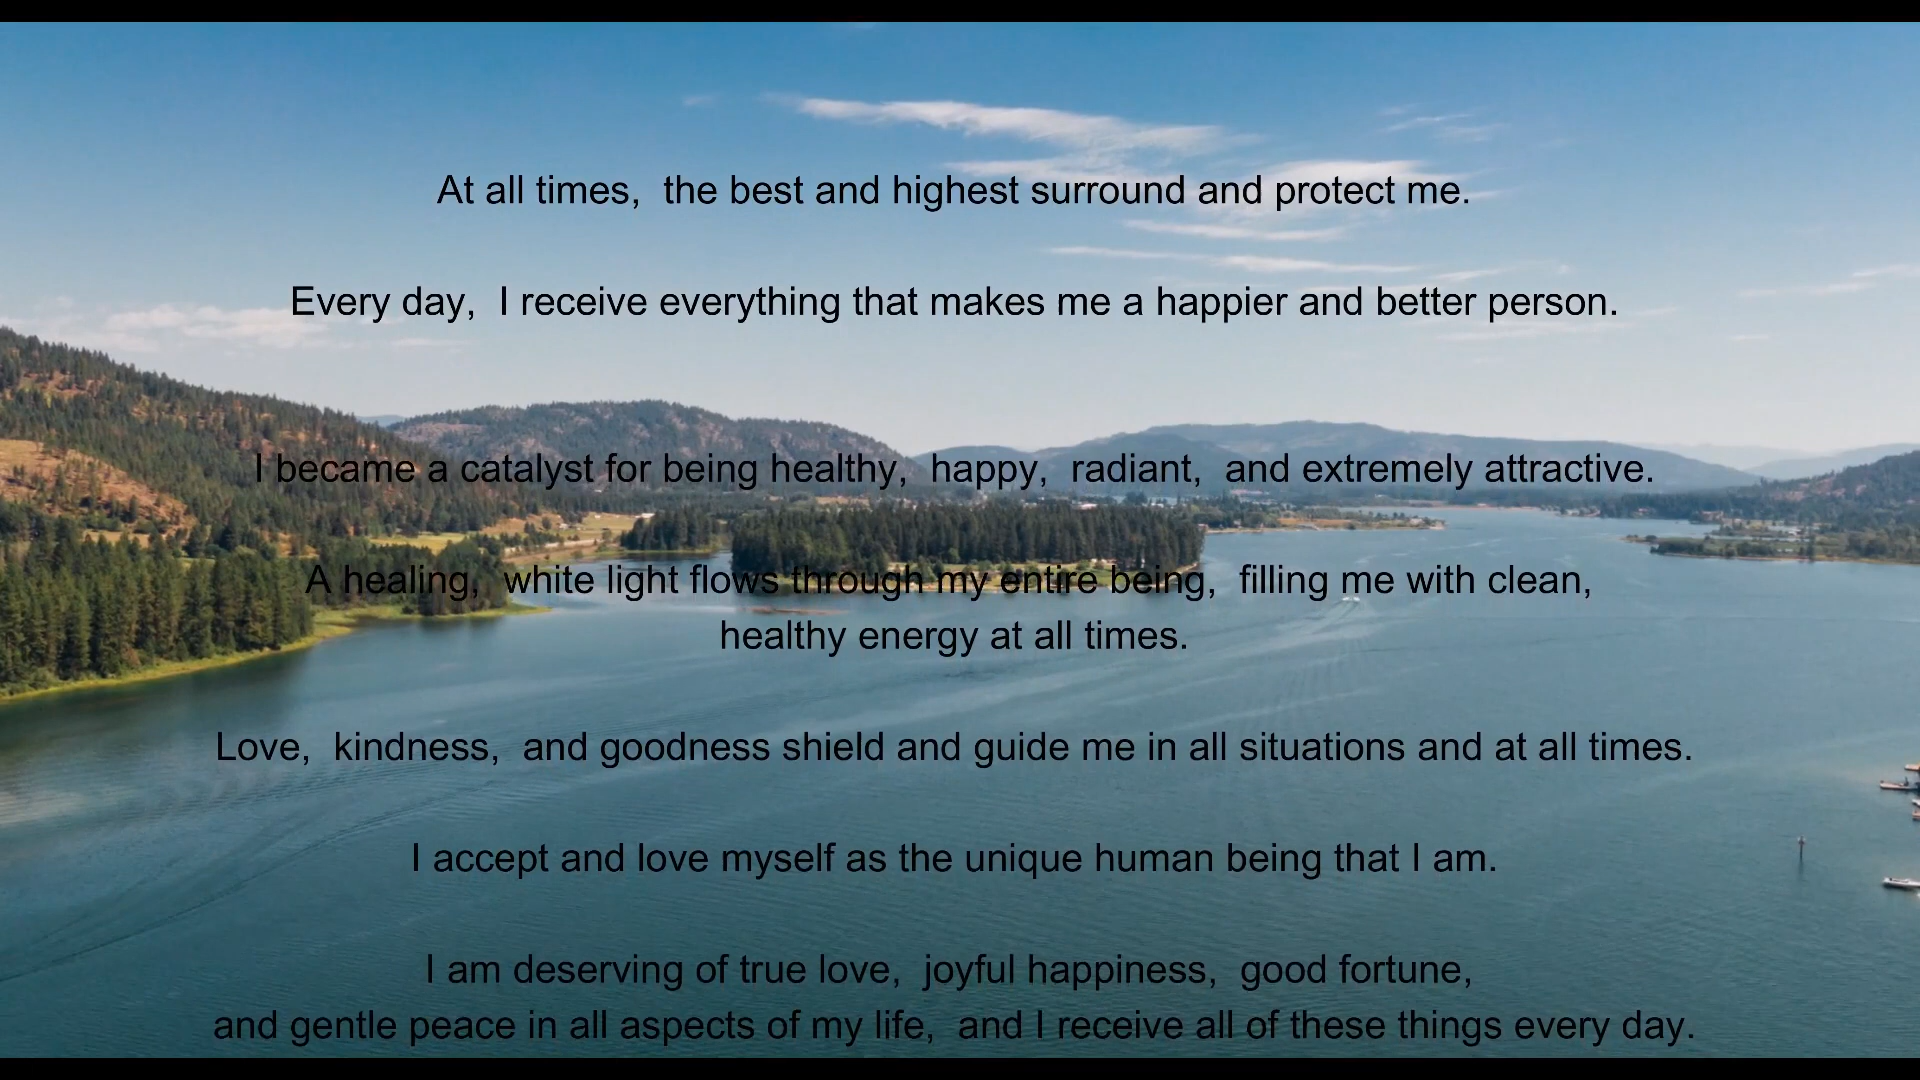 At all times,  the best and highest surround and protect me.
Every day,  I receive everything that makes me a happier and better person.
I became a catalyst for being healthy,  happy,  radiant,  and extremely attractive.
A healing,  white light flows through my entire being,  filling me with clean,
healthy energy at all times.
Love,  kindness,  and goodness shield and guide me in all situations and at all times.
I accept and love myself as the unique human being that I am.
I am deserving of true love,  joyful happiness,  good fortune,
and gentle peace in all aspects of my life,  and I receive all of these things every day.